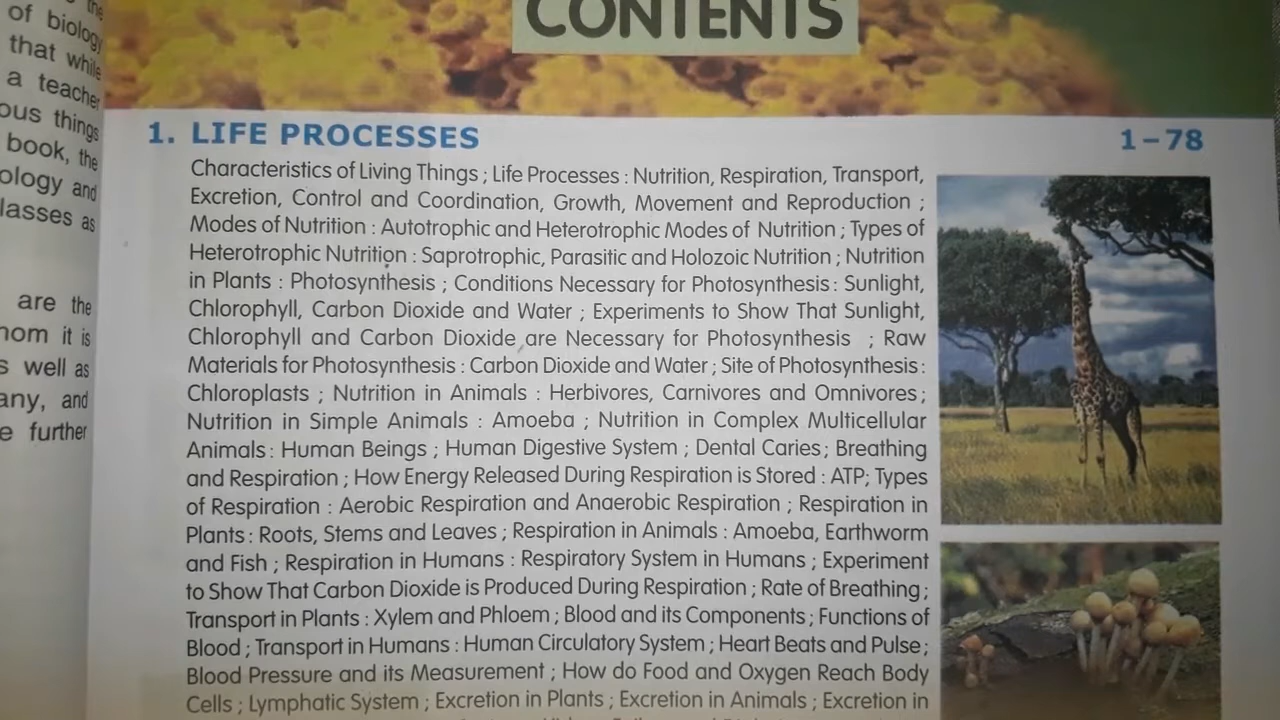 the
of biology
that while
a teacher
ous things
book, the
ology and
lasses as
are the
hom it is
s well as
any, and
e further
CONTENTS
1. LIFE PROCESSES 1–78
Characteristics of Living Things ; Life Processes : Nutrition, Respiration, Transport,
Excretion, Control and Coordination, Growth, Movement and Reproduction ;
Modes of Nutrition : Autotrophic and Heterotrophic Modes of Nutrition ; Types of
Heterotrophic Nutrition : Saprotrophic, Parasitic and Holozoic Nutrition ; Nutrition
in Plants : Photosynthesis ; Conditions Necessary for Photosynthesis : Sunlight,
Chlorophyll, Carbon Dioxide and Water ; Experiments to Show That Sunlight,
Chlorophyll and Carbon Dioxide are Necessary for Photosynthesis ; Raw
Materials for Photosynthesis : Carbon Dioxide and Water ; Site of Photosynthesis :
Chloroplasts ; Nutrition in Animals : Herbivores, Carnivores and Omnivores ;
Nutrition in Simple Animals : Amoeba ; Nutrition in Complex Multicellular
Animals : Human Beings ; Human Digestive System ; Dental Caries; Breathing
and Respiration ; How Energy Released During Respiration is Stored : ATP; Types
of Respiration : Aerobic Respiration and Anaerobic Respiration ; Respiration in
Plants : Roots, Stems and Leaves ; Respiration in Animals : Amoeba, Earthworm
and Fish ; Respiration in Humans : Respiratory System in Humans ; Experiment
to Show That Carbon Dioxide is Produced During Respiration ; Rate of Breathing ;
Transport in Plants : Xylem and Phloem ; Blood and its Components ; Functions of
Blood ; Transport in Humans : Human Circulatory System ; Heart Beats and Pulse ;
Blood Pressure and its Measurement ; How do Food and Oxygen Reach Body
Cells ; Lymphatic System ; Excretion in Plants ; Excretion in Animals ; Excretion in